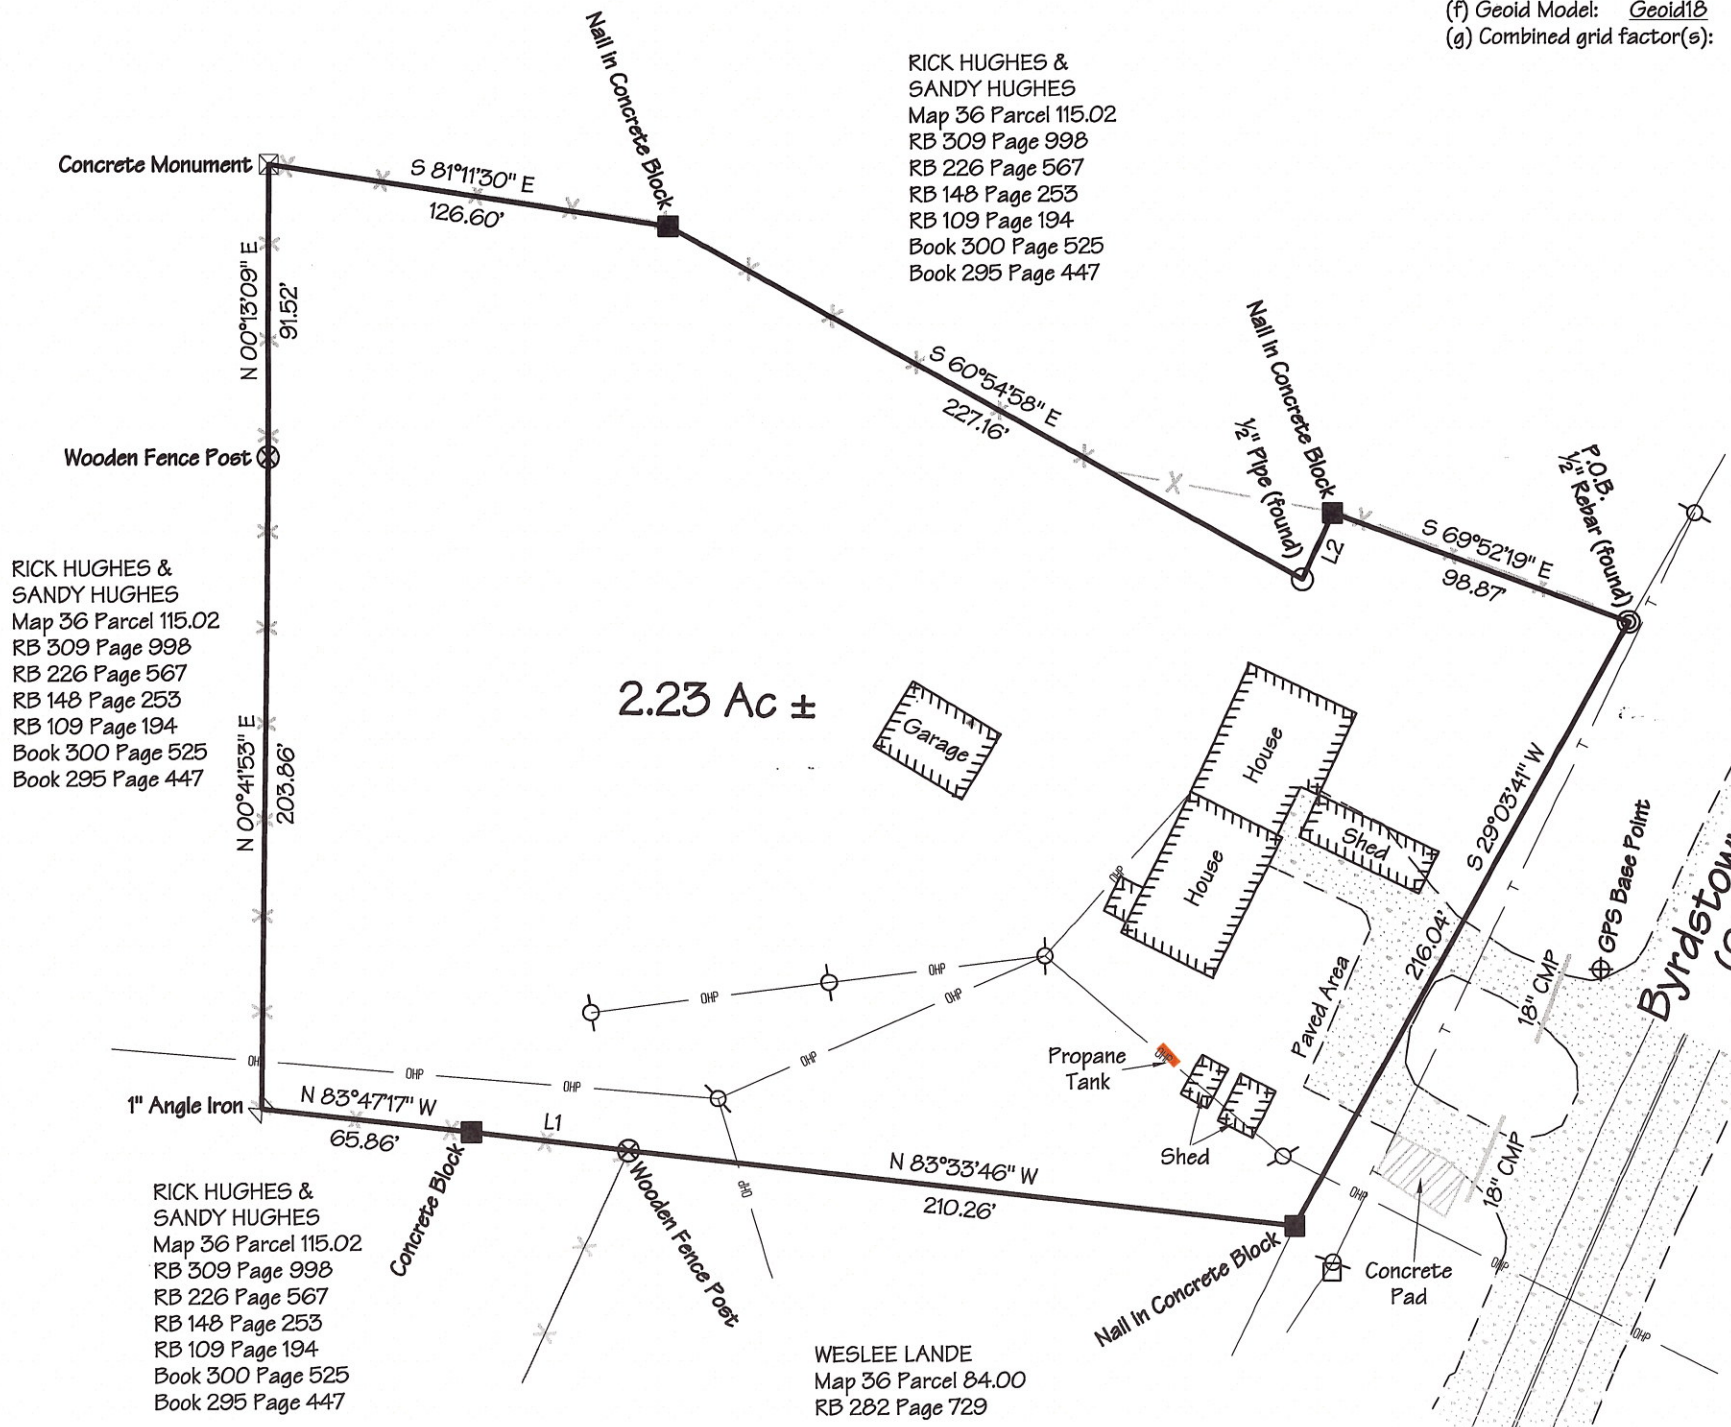 (f) Geoid Model: Geoid18
(g) Combined grid factor(s):
Nail in Concrete Block
RICK HUGHES &
SANDY HUGHES
Map 36 Parcel 115.02
RB 309 Page 998
RB 226 Page 567
RB 148 Page 253
RB 109 Page 194
Book 300 Page 525
Book 295 Page 447
Concrete Monument
S 81°11'30" E
126.60'
N 00°13'09" E
91.52'
S 60°54'58" E
227.16'
Nail in Concrete Block
½" Pipe (found)
L2
P.O.B.
½" Rebar (found)
S 69°52'19" E
98.87'
Wooden Fence Post
RICK HUGHES &
SANDY HUGHES
Map 36 Parcel 115.02
RB 309 Page 998
RB 226 Page 567
RB 148 Page 253
RB 109 Page 194
Book 300 Page 525
Book 295 Page 447
N 00°41'53" E
203.86'
2.23 Ac ±
Garage
House
House
Shed
T
T
T
T
T
S 29°03'41" W
216.04'
GPS Base Point
18" CMP
Paved Area
OHP
OHP
OHP
OHP
OHP
OHP
OHP
OHP
OHP
Propane
Tank
Shed
1" Angle Iron
N 83°47'17" W
65.86'
L1
Concrete Block
Wooden Fence Post
N 83°33'46" W
210.26'
OHP
18" CMP
OHP
OHP
OHP
Nail in Concrete Block
Concrete
Pad
RICK HUGHES &
SANDY HUGHES
Map 36 Parcel 115.02
RB 309 Page 998
RB 226 Page 567
RB 148 Page 253
RB 109 Page 194
Book 300 Page 525
Book 295 Page 447
WESLEE LANDE
Map 36 Parcel 84.00
RB 282 Page 729